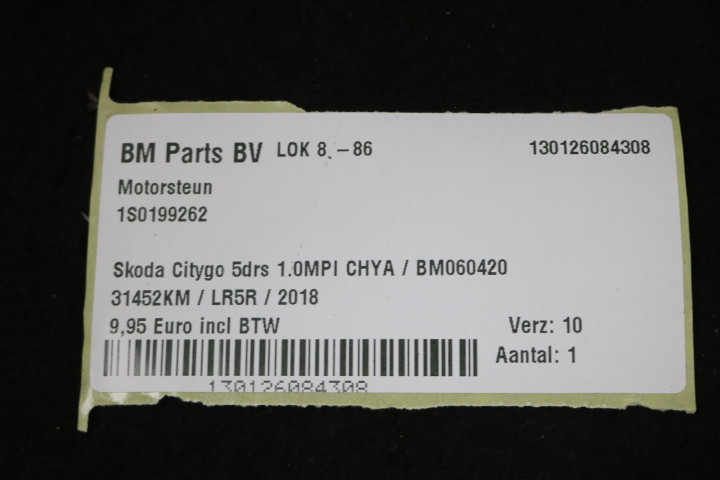 BM Parts BV LOK 8. - 86 130126084308
Motorsteun
1S0199262
Skoda Citygo 5drs 1.0MPI CHYA / BM060420
31452KM / LR5R / 2018
9,95 Euro incl BTW Verz: 10
Aantal: 1
130126084308